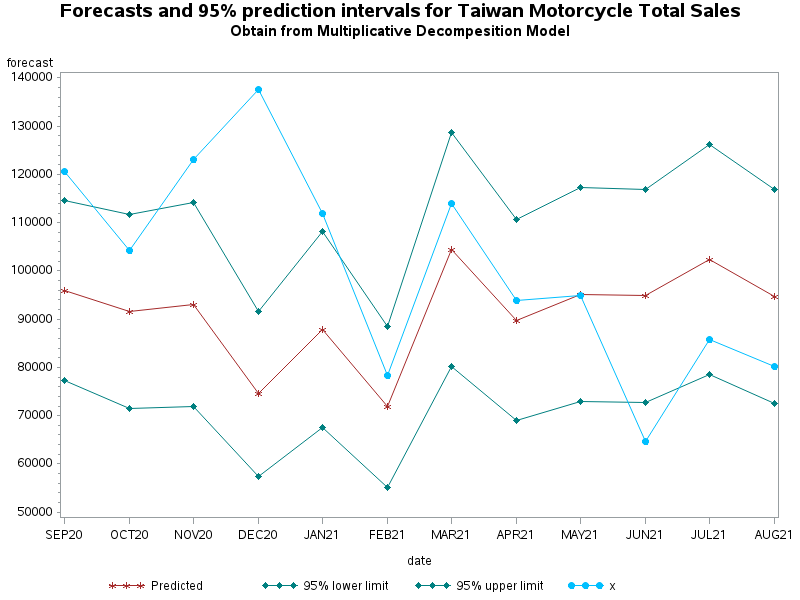 Forecasts and 95% prediction intervals for Taiwan Motorcycle Total Sales
Obtain from Multiplicative Decompesition Model
forecast
140000
130000
120000
110000
100000
90000
80000
70000
60000
50000
SEP20 OCT20 NOV20 DEC20 JAN21 FEB21 MAR21 APR21 MAY21 JUN21 JUL21 AUG21
date
Predicted 95% lower limit 95% upper limit x